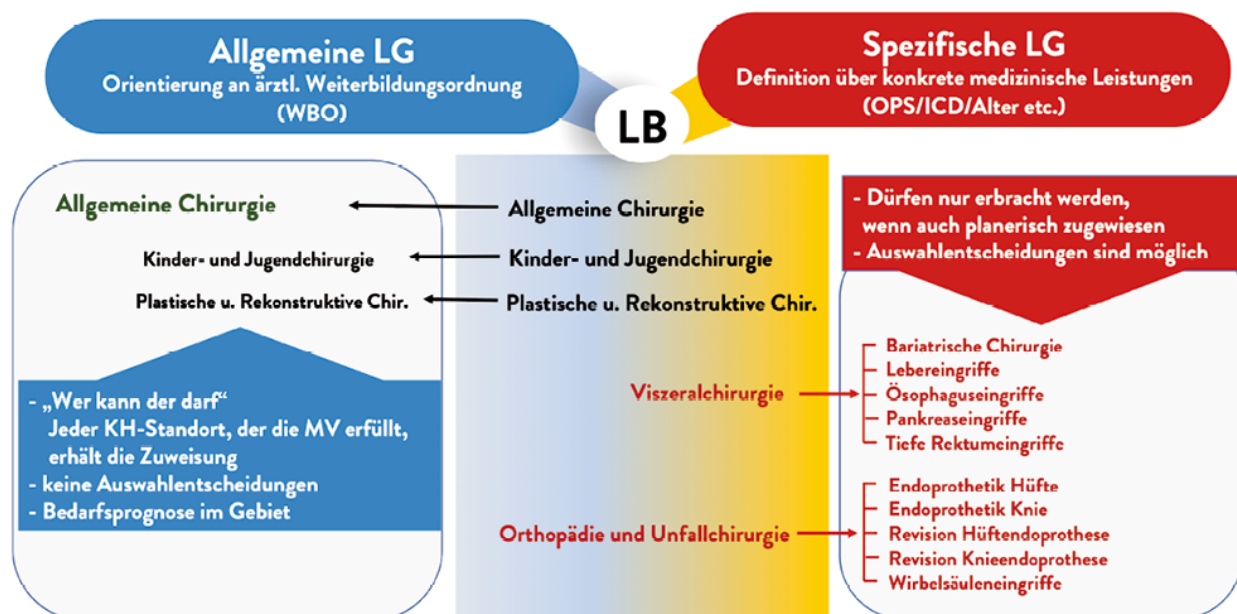 Allgemeine LG
Orientierung an ärztl. Weiterbildungsordnung
(WBO)
LB
Spezifische LG
Definition über konkrete medizinische Leistungen
(OPS/ICD/Alter etc.)
Allgemeine Chirurgie
Kinder- und Jugendchirurgie
Plastische u. Rekonstruktive Chir.
- „Wer kann der darf“
Jeder KH-Standort, der die MV erfüllt,
erhält die Zuweisung
- keine Auswahlentscheidungen
- Bedarfsprognose im Gebiet
Allgemeine Chirurgie
Kinder- und Jugendchirurgie
Plastische u. Rekonstruktive Chir.
Viszeralchirurgie
Orthopädie und Unfallchirurgie
- Dürfen nur erbracht werden,
wenn auch planerisch zugewiesen
- Auswahlentscheidungen sind möglich
Bariatrische Chirurgie
Lebereingriffe
Ösophaguseingriffe
Pankreaseingriffe
Tiefe Rektumeingriffe
Endoprothetik Hüfte
Endoprothetik Knie
Revision Hüftendoprothese
Revision Knieendoprothese
Wirbelsäuleneingriffe